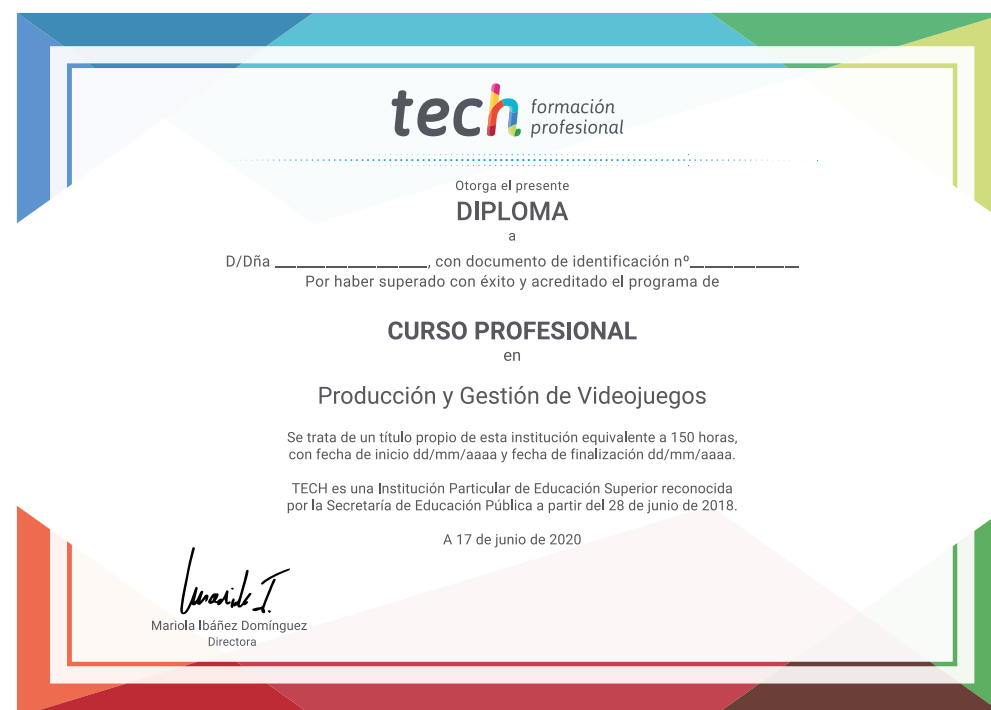 tech formación
profesional
Otorga el presente
DIPLOMA
a
D/Dña ______________, con documento de identificación nº__________
Por haber superado con éxito y acreditado el programa de
CURSO PROFESIONAL
en
Producción y Gestión de Videojuegos
Se trata de un título propio de esta institución equivalente a 150 horas,
con fecha de inicio dd/mm/aaaa y fecha de finalización dd/mm/aaaa.
TECH es una Institución Particular de Educación Superior reconocida
por la Secretaría de Educación Pública a partir del 28 de junio de 2018.
A 17 de junio de 2020
Mariola I.
Mariola Ibáñez Domínguez
Directora